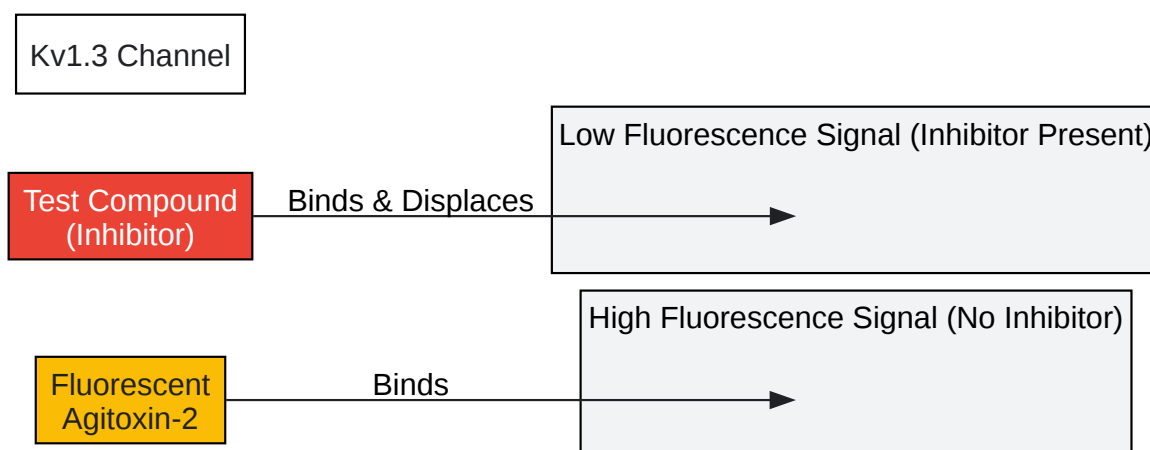 Kv1.3 Channel
Low Fluorescence Signal (Inhibitor Present)
Test Compound
(Inhibitor)
Binds & Displaces
High Fluorescence Signal (No Inhibitor)
Fluorescent
Agitoxin-2
Binds